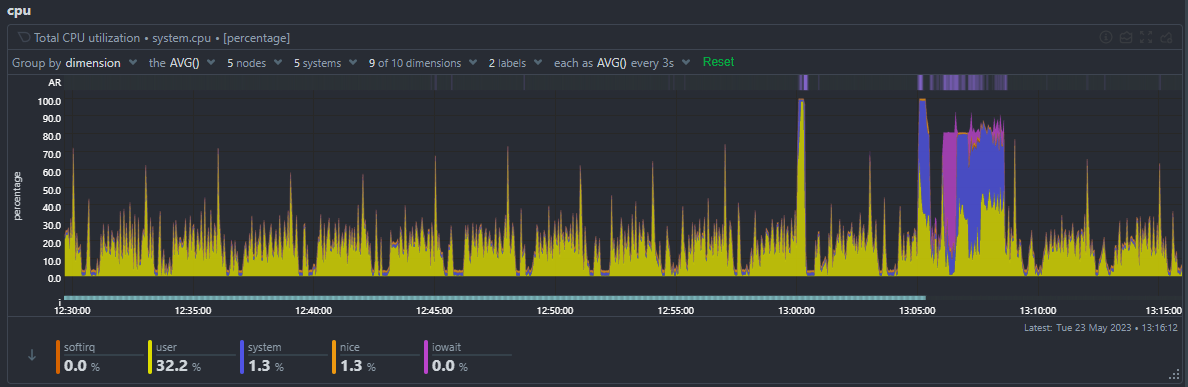 cpu
Total CPU utilization • system.cpu • [percentage]
Group by dimension the AVG() 5 nodes 5 systems 9 of 10 dimensions 2 labels each as AVG() every 3s Reset
AR
100.0
90.0
80.0
70.0
60.0
50.0
40.0
30.0
20.0
10.0
0.0
percentage
i
12:30:00 12:35:00 12:40:00 12:45:00 12:50:00 12:55:00 13:00:00 13:05:00 13:10:00 13:15:00
Latest: Tue 23 May 2023 • 13:16:12
softirq user system nice iowait
0.0 % 32.2 % 1.3 % 1.3 % 0.0 %